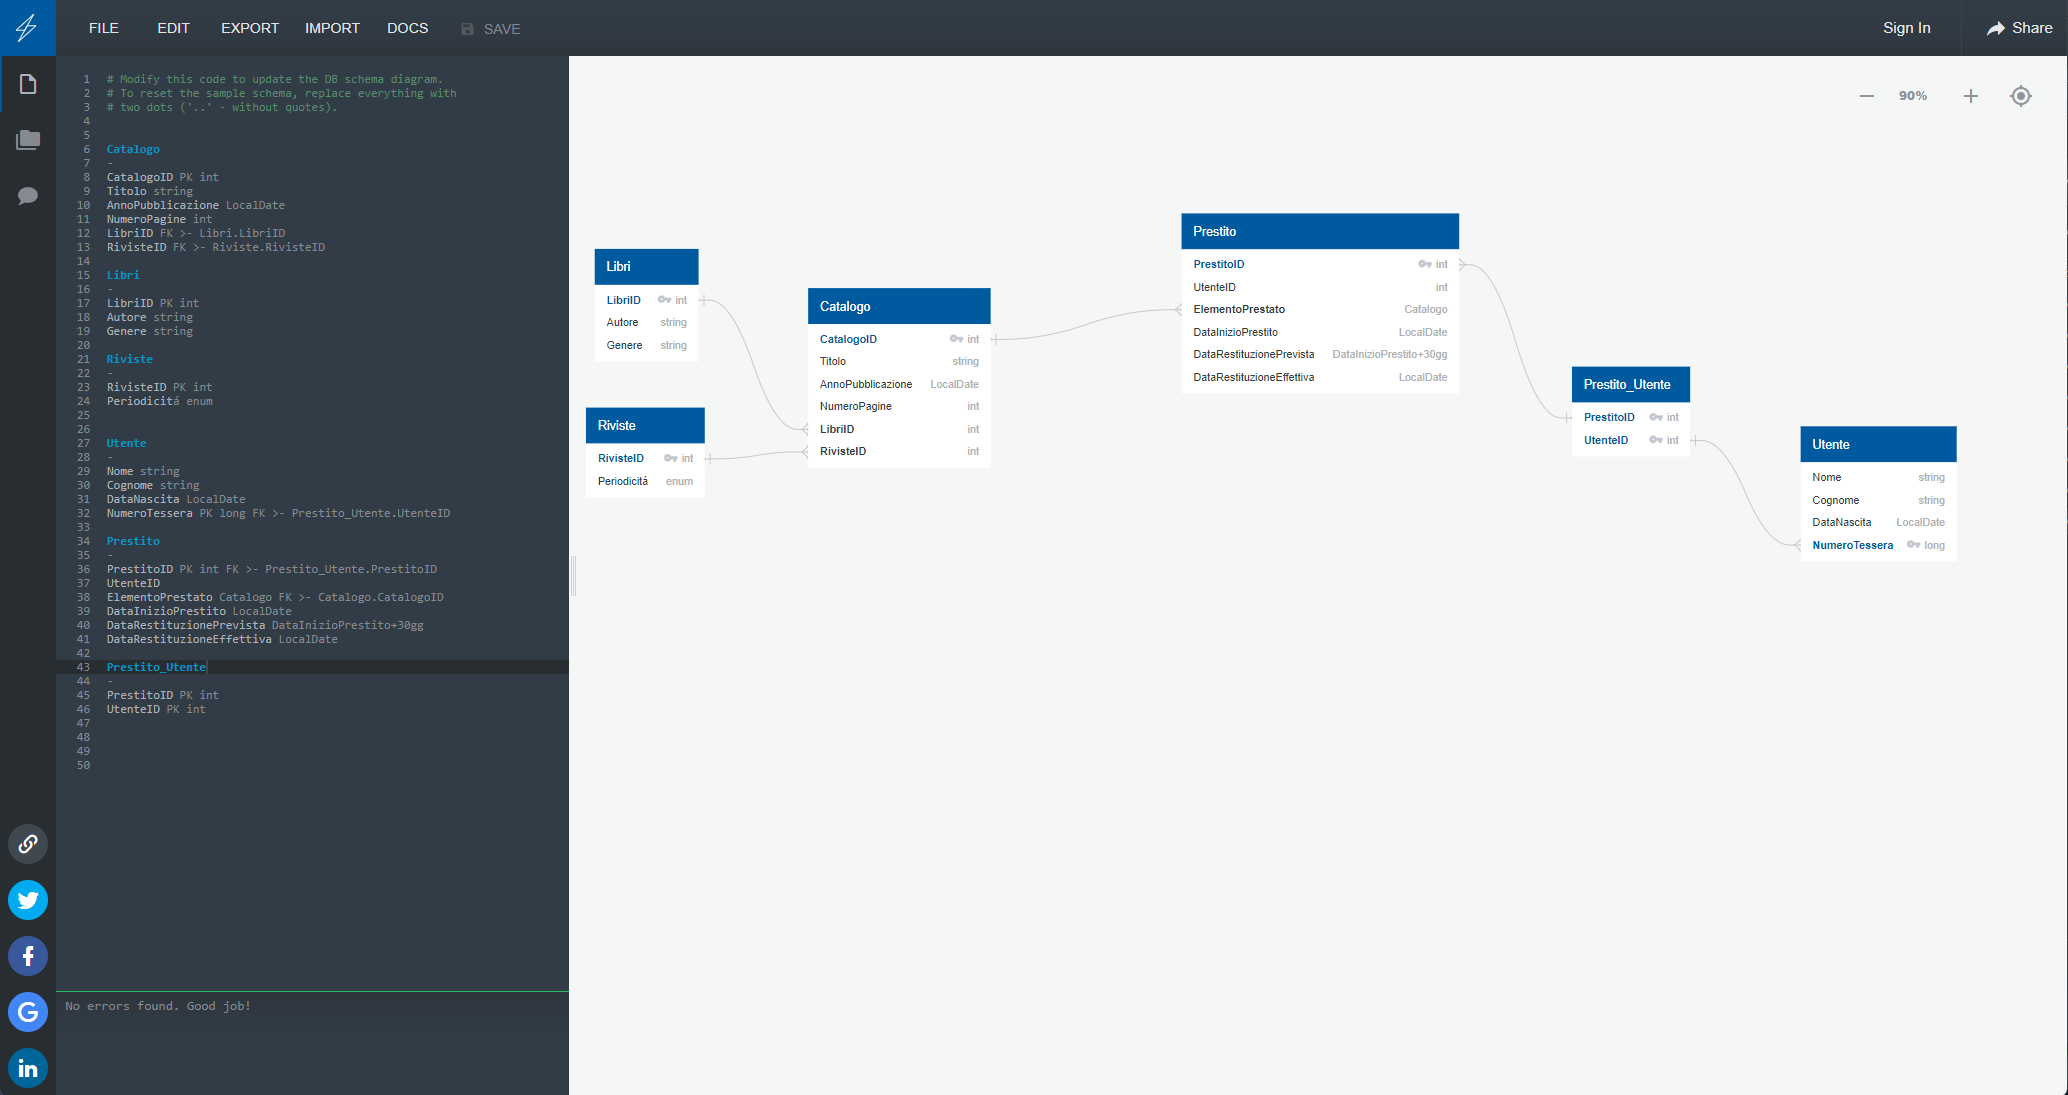 FILE EDIT EXPORT IMPORT DOCS SAVE Sign In Share
1 # Modify this code to update the DB schema diagram.
2 # To reset the sample schema, replace everything with
3 # two dots ('..' - without quotes).
4
5
6 Catalogo
7 -
8 CatalogoID PK int
9 Titolo string
10 AnnoPubblicazione LocalDate
11 NumeroPagine int
12 LibriID FK >- Libri.LibriID
13 RivisteID FK >- Riviste.RivisteID
14
15 Libri
16 -
17 LibriID PK int
18 Autore string
19 Genere string
20
21 Riviste
22 -
23 RivisteID PK int
24 Periodicitá enum
25
26
27 Utente
28 -
29 Nome string
30 Cognome string
31 DataNascita LocalDate
32 NumeroTessera PK long FK >- Prestito_Utente.UtenteID
33
34 Prestito
35 -
36 PrestitoID PK int FK >- Prestito_Utente.PrestitoID
37 UtenteID
38 ElementoPrestato Catalogo FK >- Catalogo.CatalogoID
39 DataInizioPrestito LocalDate
40 DataRestituzionePrevista DataInizioPrestito+30gg
41 DataRestituzioneEffettiva LocalDate
42
43 Prestito_Utente
44 -
45 PrestitoID PK int
46 UtenteID PK int
47
48
49
50
No errors found. Good job!
90%
Libri
LibriID int
Autore string
Genere string
Riviste
RivisteID int
Periodicitá enum
Catalogo
CatalogoID int
Titolo string
AnnoPubblicazione LocalDate
NumeroPagine int
LibriID int
RivisteID int
Prestito
PrestitoID int
UtenteID int
ElementoPrestato Catalogo
DataInizioPrestito LocalDate
DataRestituzionePrevista DataInizioPrestito+30gg
DataRestituzioneEffettiva LocalDate
Prestito_Utente
PrestitoID int
UtenteID int
Utente
Nome string
Cognome string
DataNascita LocalDate
NumeroTessera long